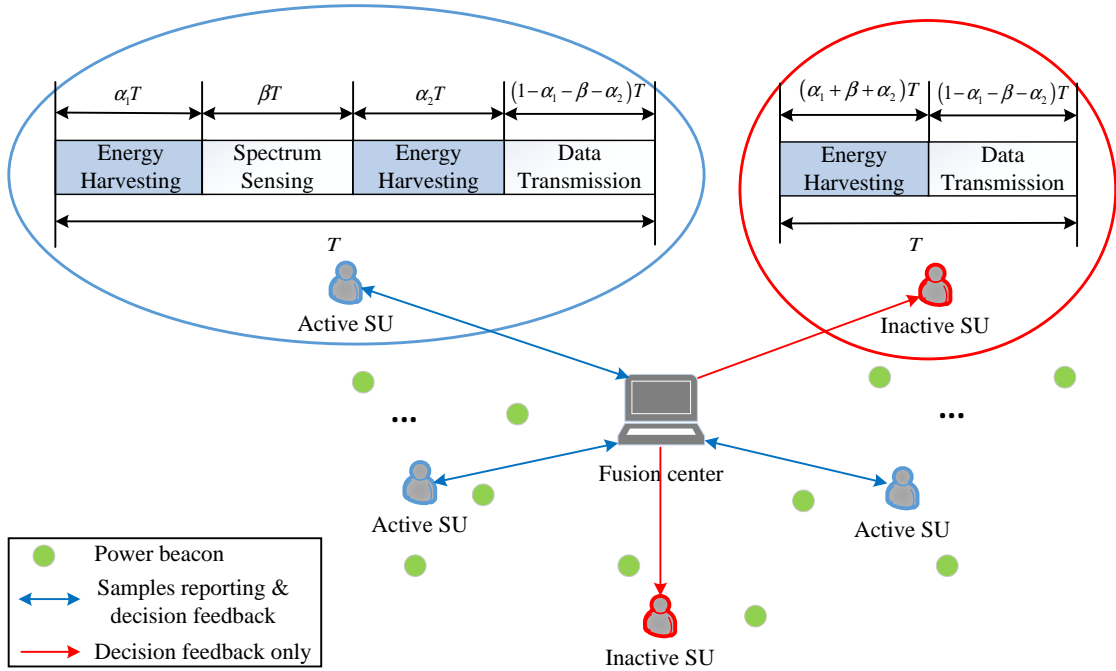 α₁T
βT
α₂T
(1−α₁−β−α₂)T
Energy
Harvesting
Spectrum
Sensing
Energy
Harvesting
Data
Transmission
T
Active SU
(α₁+β+α₂)T
(1−α₁−β−α₂)T
Energy
Harvesting
Data
Transmission
T
Inactive SU
...
...
Fusion center
Active SU
Active SU
Inactive SU
Power beacon
Samples reporting &
decision feedback
Decision feedback only